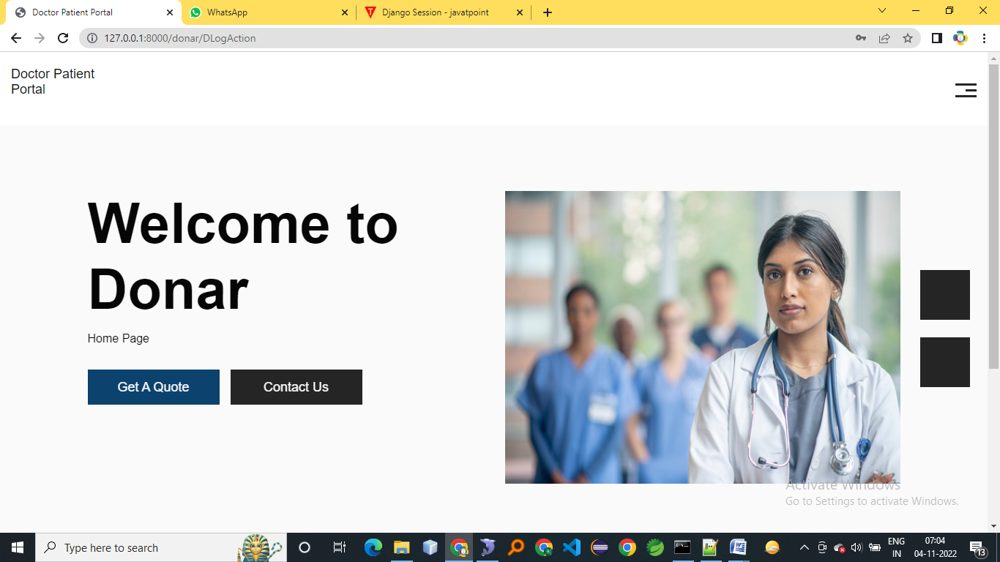 Doctor Patient Portal
WhatsApp
Django Session - javatpoint
127.0.0.1:8000/donar/DLogAction
Doctor Patient
Portal
Welcome to
Donar
Home Page
Get A Quote
Contact Us
Activate Windows
Go to Settings to activate Windows.
Type here to search
ENG
IN
07:04
04-11-2022
13